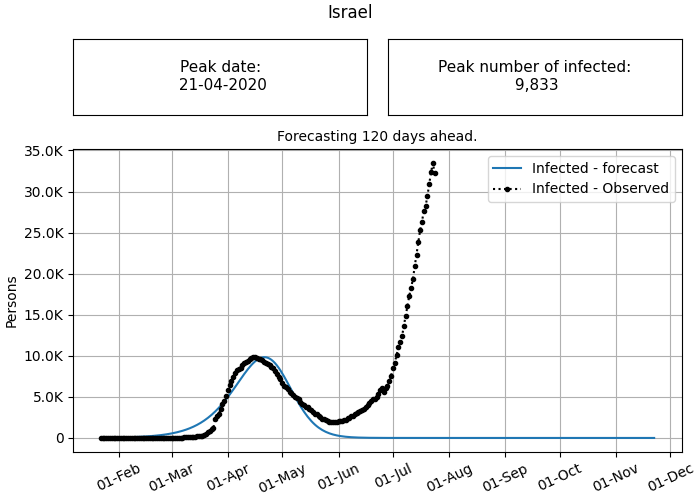 Israel
Peak date:
21-04-2020
Peak number of infected:
9,833
Forecasting 120 days ahead.
35.0K
30.0K
25.0K
20.0K
15.0K
10.0K
5.0K
0
Persons
Infected - forecast
Infected - Observed
01-Feb 01-Mar 01-Apr 01-May 01-Jun 01-Jul 01-Aug 01-Sep 01-Oct 01-Nov 01-Dec